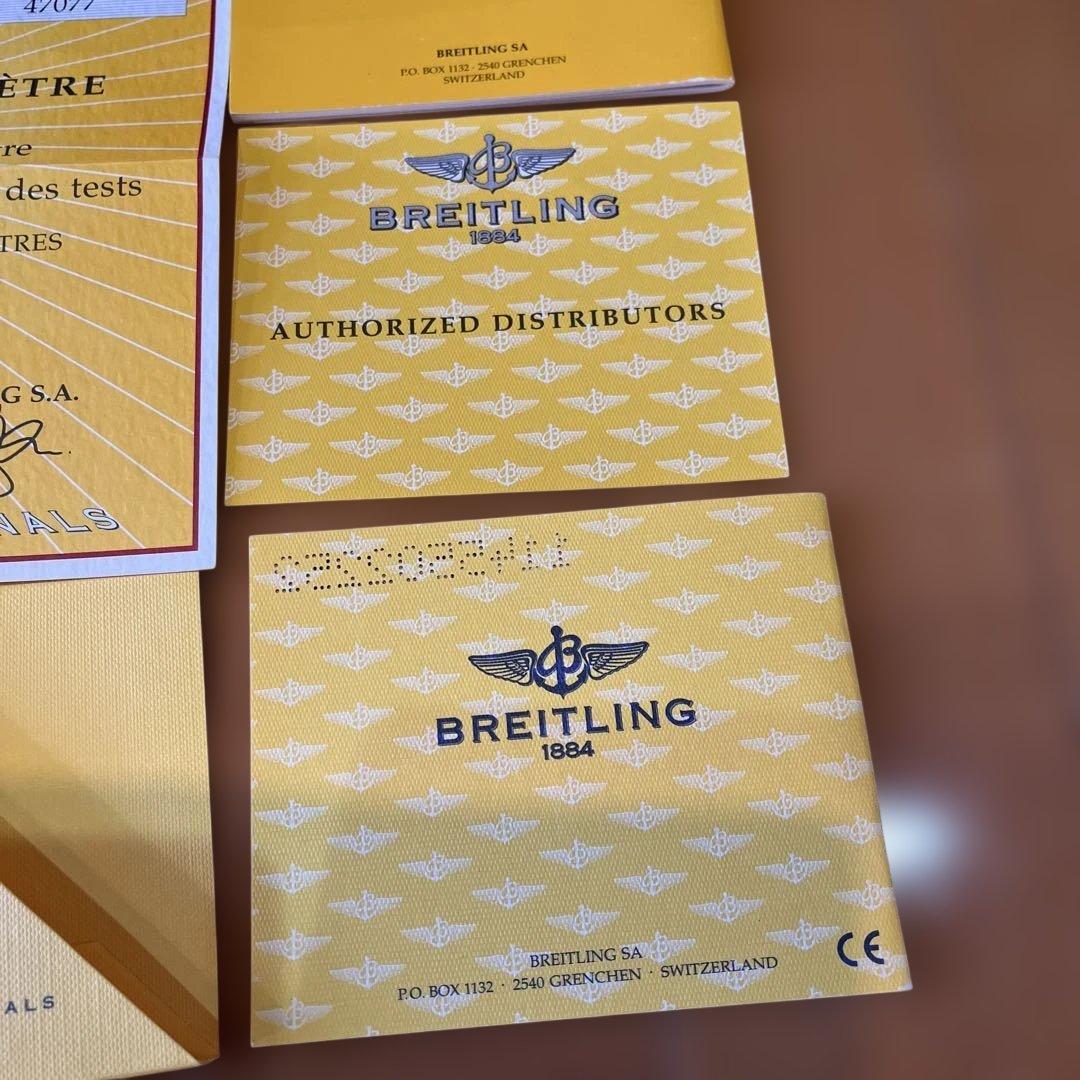 47077
ÈTRE
re
des tests
TRES
G S.A.
NALS
ALS
BREITLING SA
P.O. BOX 1132 · 2540 GRENCHEN
SWITZERLAND
BREITLING
1884
AUTHORIZED DISTRIBUTORS
BREITLING
1884
BREITLING SA
P.O. BOX 1132 · 2540 GRENCHEN · SWITZERLAND
CE